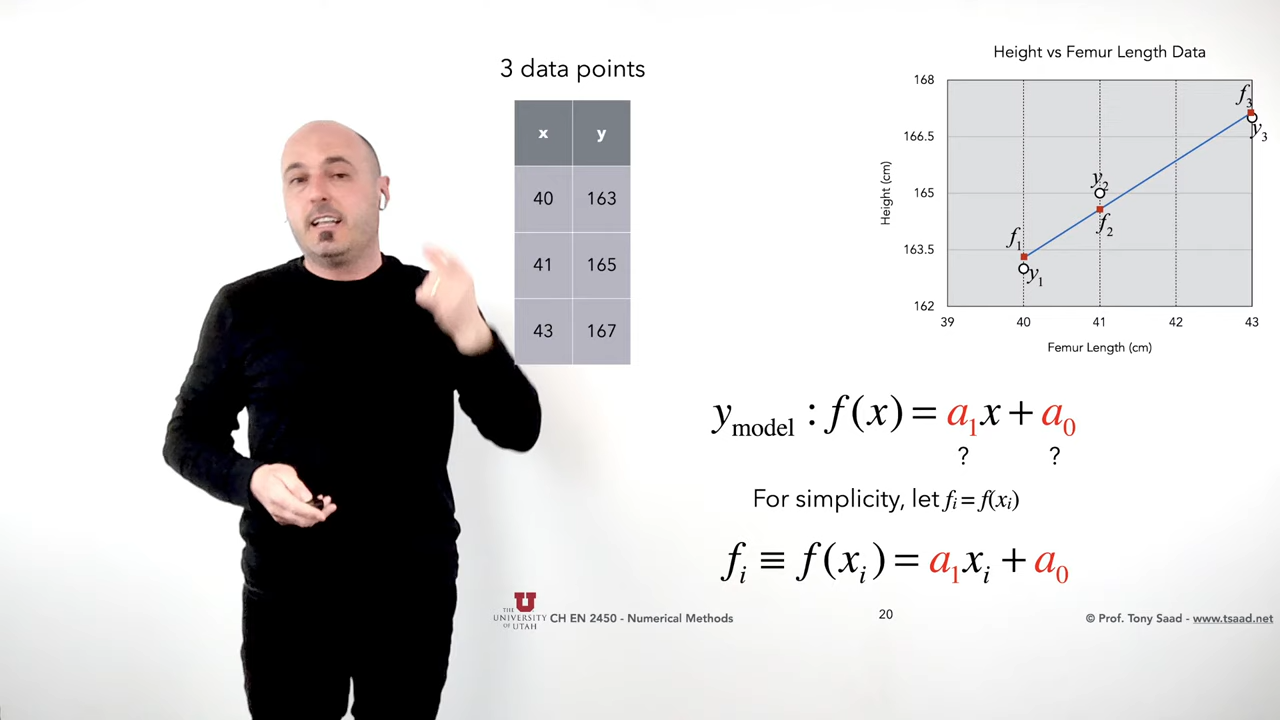 3 data points
x y
40 163
41 165
43 167
Height vs Femur Length Data
168
166.5
165
163.5
162
Height (cm)
f₃
y₃
y₂
f₂
f₁
y₁
39 40 41 42 43
Femur Length (cm)
y_model : f(x) = a₁x + a₀
? ?
For simplicity, let fᵢ = f(xᵢ)
fᵢ ≡ f(xᵢ) = a₁xᵢ + a₀
THE
UNIVERSITY
OF UTAH
U
CH EN 2450 - Numerical Methods
20
© Prof. Tony Saad - www.tsaad.net